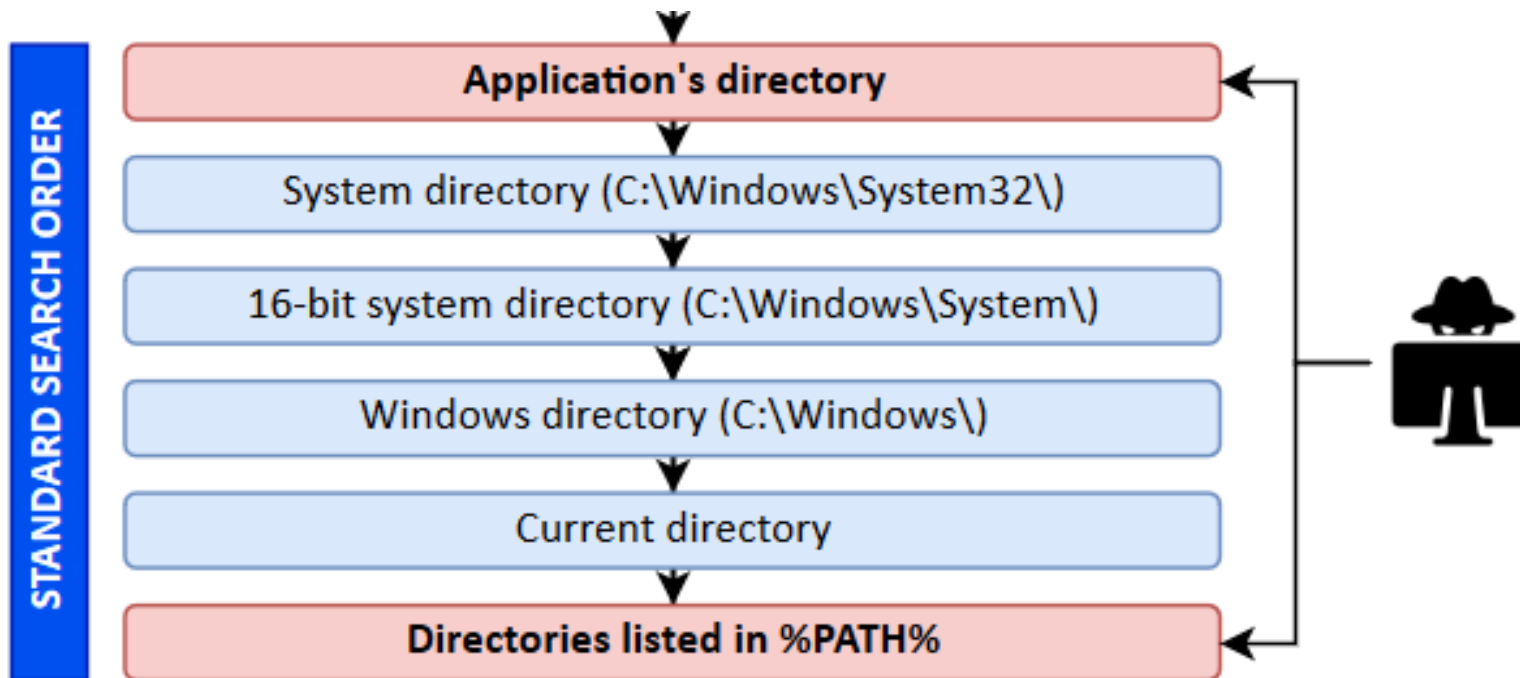 STANDARD SEARCH ORDER
Application's directory
System directory (C:\Windows\System32\)
16-bit system directory (C:\Windows\System\)
Windows directory (C:\Windows\)
Current directory
Directories listed in %PATH%